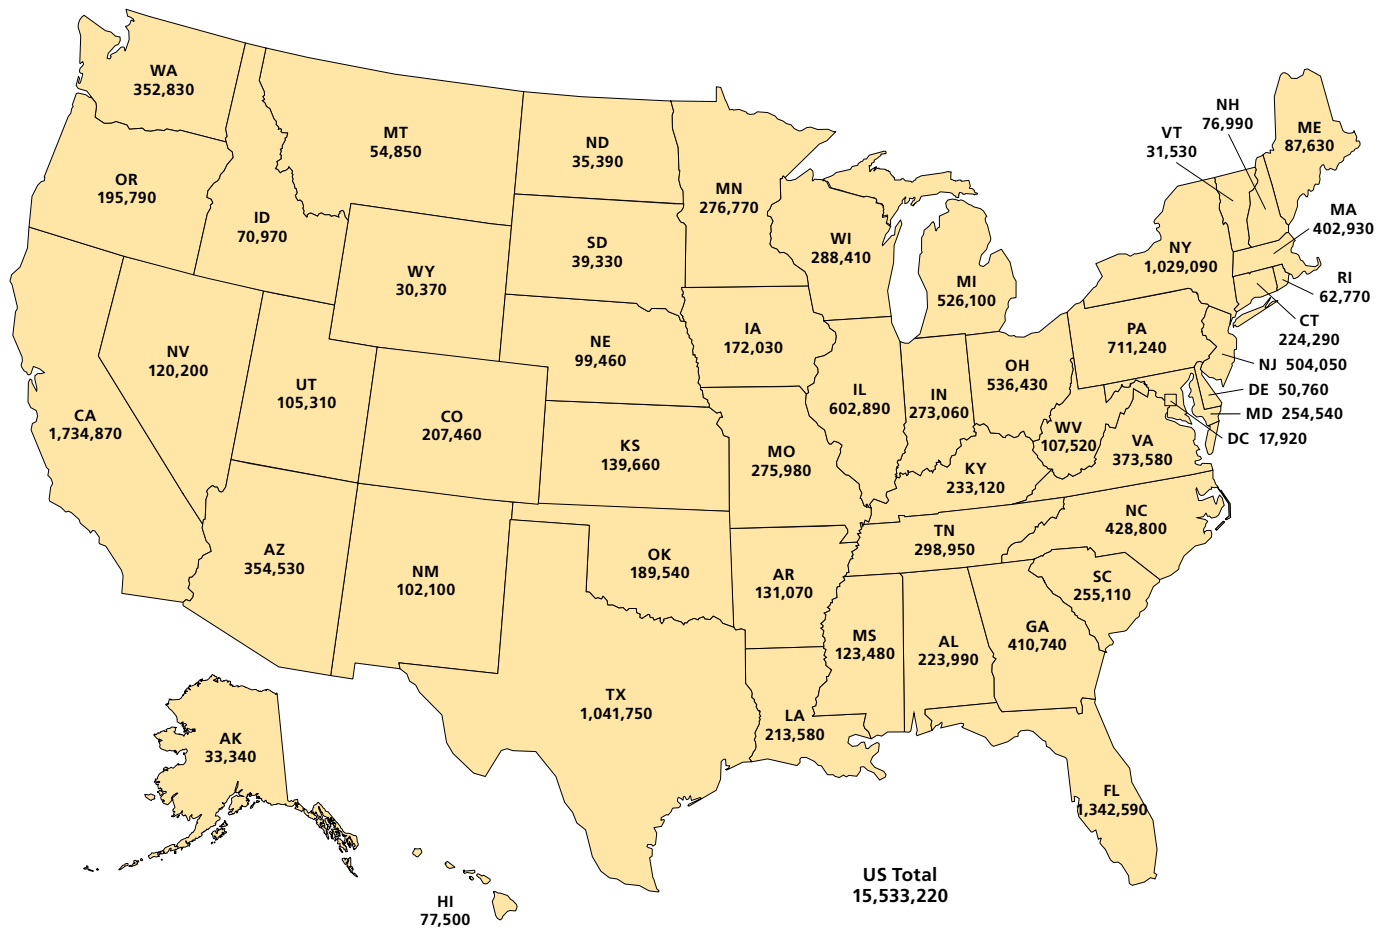 WA
352,830
MT
54,850
ND
35,390
MN
276,770
VT
31,530
NH
76,990
ME
87,630
OR
195,790
ID
70,970
WY
30,370
SD
39,330
WI
288,410
MI
526,100
NY
1,029,090
MA
402,930
RI
62,770
CT
224,290
NJ 504,050
DE 50,760
MD 254,540
DC 17,920
NV
120,200
UT
105,310
CO
207,460
NE
99,460
IA
172,030
IL
602,890
IN
273,060
OH
536,430
PA
711,240
CA
1,734,870
KS
139,660
MO
275,980
KY
233,120
WV
107,520
VA
373,580
AZ
354,530
NM
102,100
OK
189,540
AR
131,070
TN
298,950
NC
428,800
SC
255,110
MS
123,480
AL
223,990
GA
410,740
TX
1,041,750
LA
213,580
FL
1,342,590
AK
33,340
HI
77,500
US Total
15,533,220